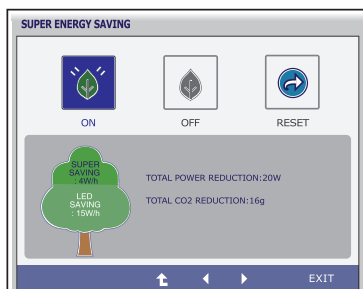 SUPER ENERGY SAVING
ON
OFF
RESET
SUPER
SAVING
: 4W/h
LED
SAVING
: 15W/h
TOTAL POWER REDUCTION:20W
TOTAL CO2 REDUCTION:16g
EXIT